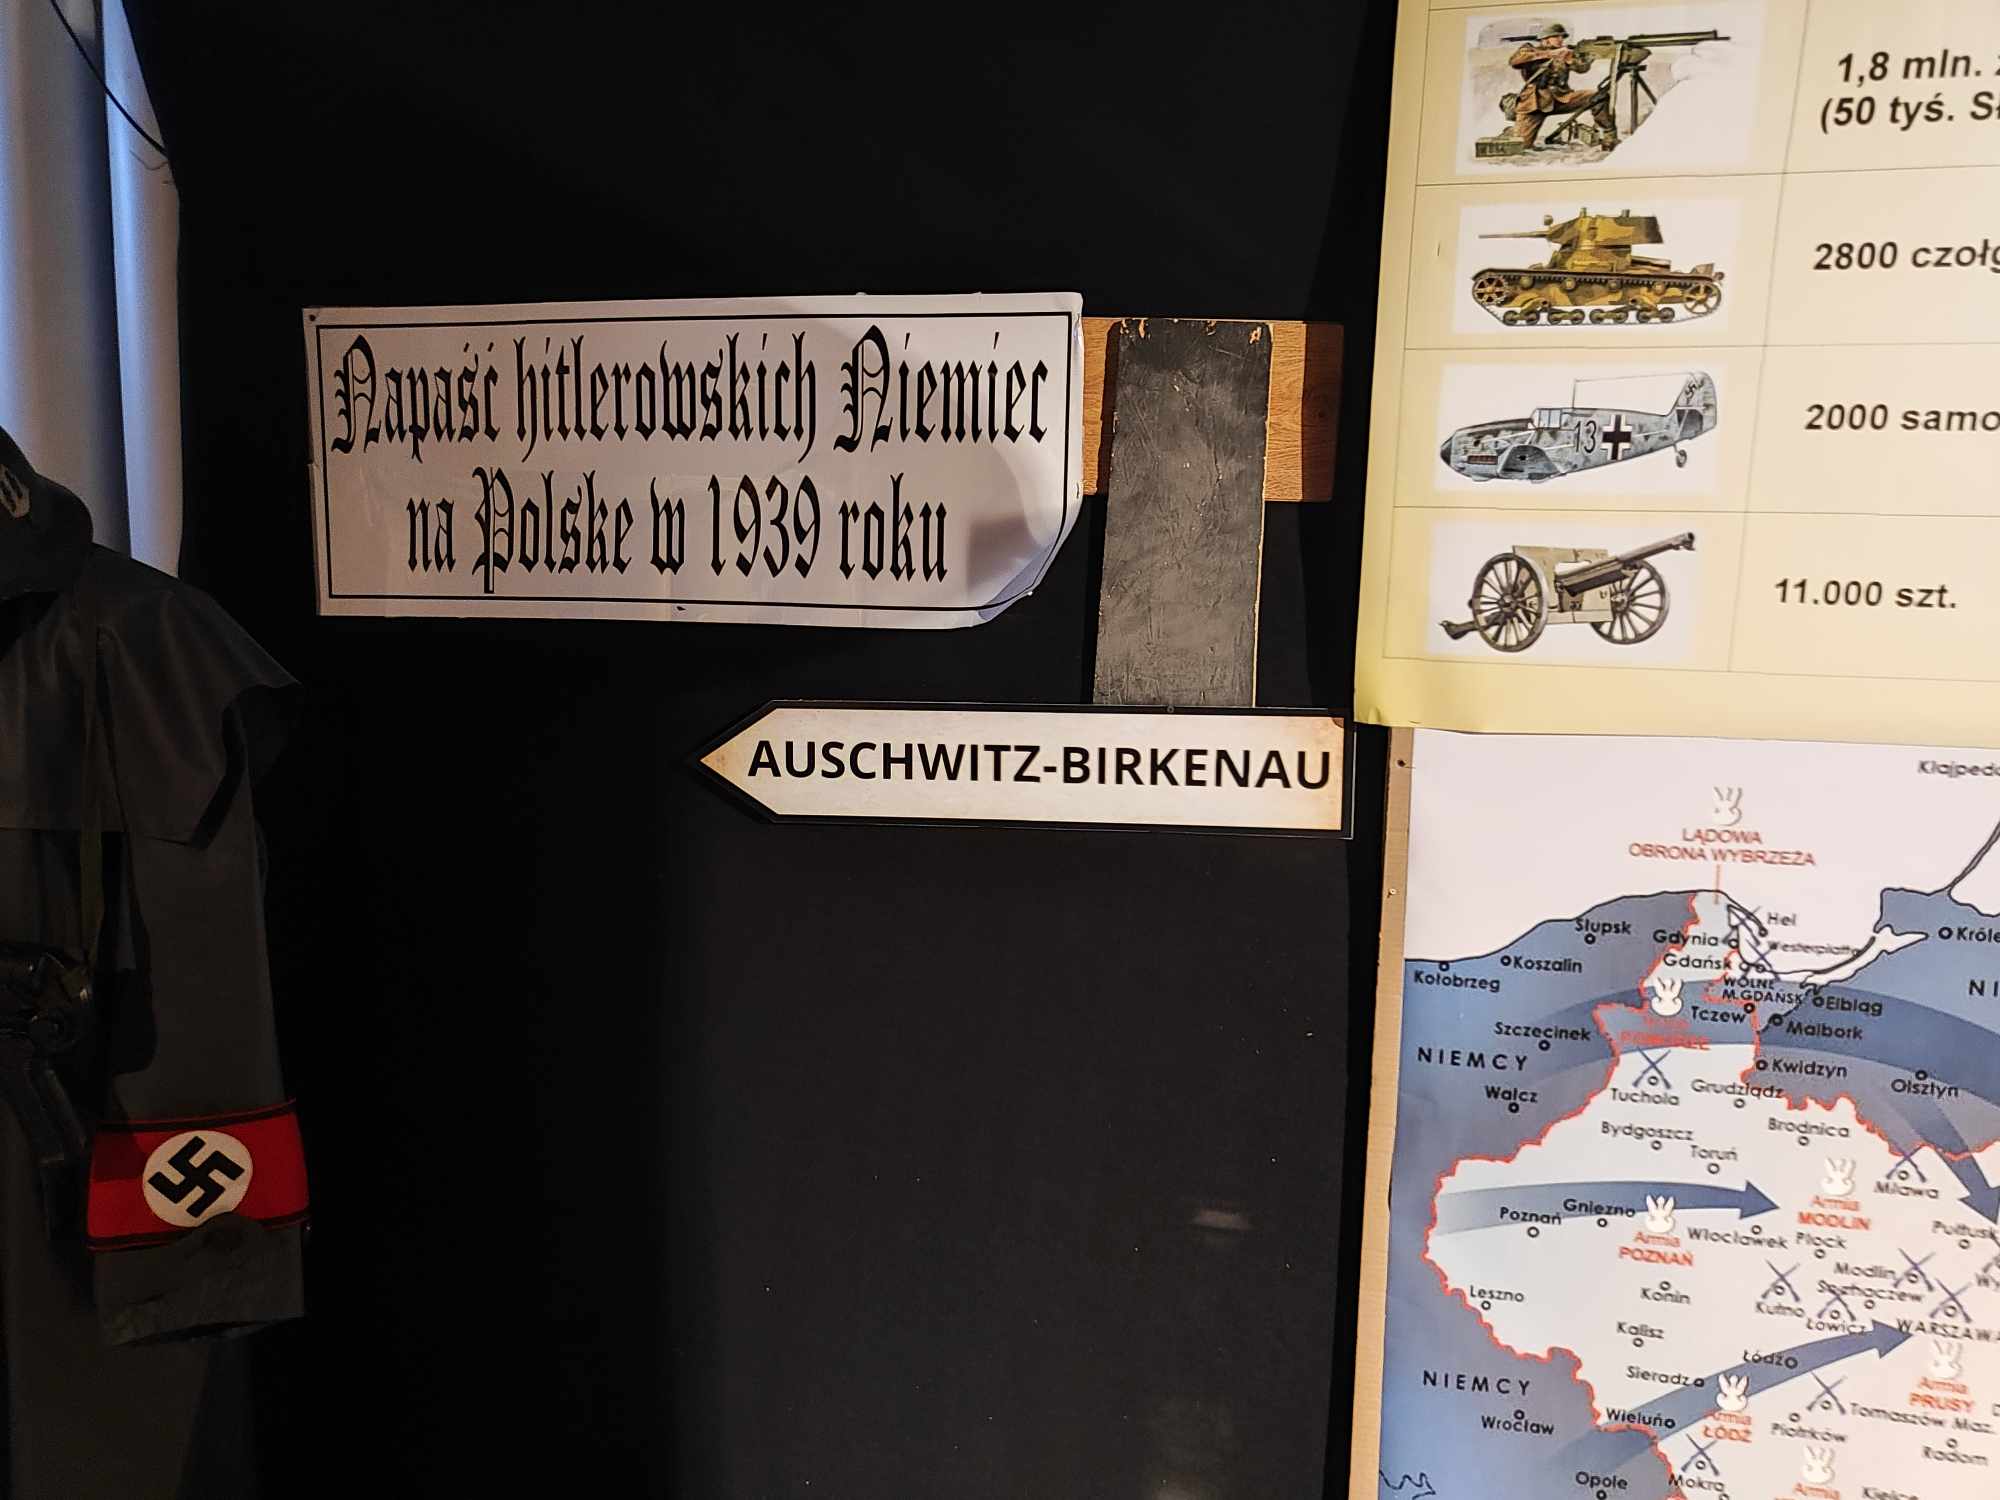 Napaść hitlerowskich Niemiec
na Polskę w 1939 roku
AUSCHWITZ-BIRKENAU
1,8 mln.
(50 tyś.
2800
2000
11.000 szt.
13
LĄDOWA
OBRONA WYBRZEŻA
Hel
Słupsk
Gdynia
Westerplatte
Koszalin
Gdańsk
Kołobrzeg
WOLNE
M.GDAŃSK
Elbląg
Tczew
Malbork
Szczecinek
NIEMCY
Kwidzyn
Olsztyn
Wałcz
Tuchola
Grudziądz
Bydgoszcz
Brodnica
Toruń
Mława
Armia
MODLIN
Gniezno
Poznań
Armia
POZNAŃ
Włocławek
Płock
Pułtusk
Modlin
Sochaczew
Leszno
Konin
Kutno
Łowicz
WARSZAWA
Kalisz
Łódź
Sieradz
Armia
PRUSY
NIEMCY
Wrocław
Wieluń
Armia
ŁÓDŹ
Piotrków
Tomaszów Maz.
Radom
Opole
Mokra
Kielce
Armia